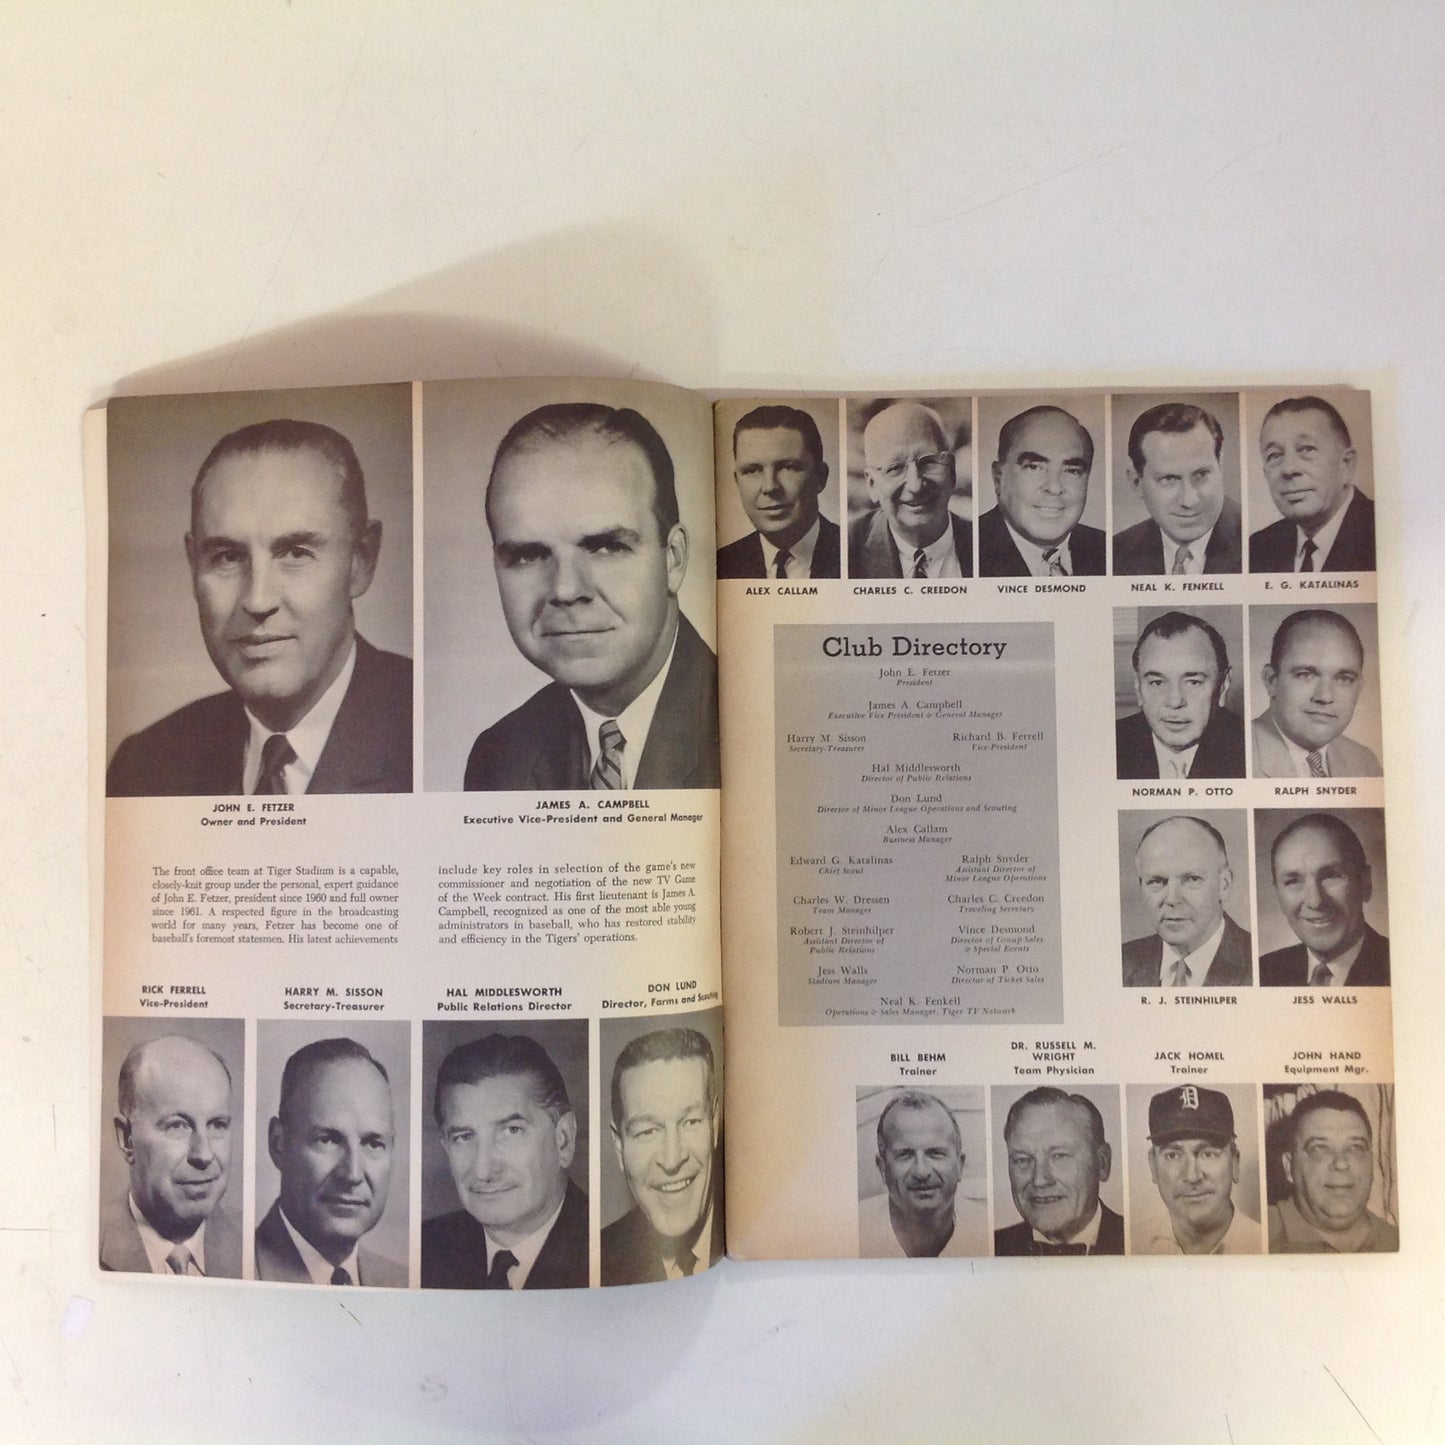 JOHN E. FETZER
Owner and President
JAMES A. CAMPBELL
Executive Vice-President and General Manager
The front office team at Tiger Stadium is a capable,
closely-knit group under the personal, expert guidance
of John E. Fetzer, president since 1960 and full owner
since 1961. A respected figure in the broadcasting
world for many years, Fetzer has become one of
baseball's foremost statesmen. His latest achievements
include key roles in selection of the game's new
commissioner and negotiation of the new TV Game
of the Week contract. His first lieutenant is James A.
Campbell, recognized as one of the most able young
administrators in baseball, who has restored stability
and efficiency in the Tigers' operations.
RICK FERRELL
Vice-President
HARRY M. SISSON
Secretary-Treasurer
HAL MIDDLESWORTH
Public Relations Director
DON LUND
Director, Farms and Scouting
ALEX CALLAM
CHARLES C. CREEDON
VINCE DESMOND
NEAL K. FENKELL
E. G. KATALINAS
Club Directory
John E. Fetzer
President
James A. Campbell
Executive Vice President & General Manager
Harry M. Sisson
Secretary-Treasurer
Richard B. Ferrell
Vice-President
Hal Middlesworth
Director of Public Relations
Don Lund
Director of Minor League Operations and Scouting
Alex Callam
Business Manager
Edward G. Katalinas
Chief Scout
Ralph Snyder
Assistant Director of
Minor League Operations
Charles W. Dressen
Team Manager
Charles C. Creedon
Traveling Secretary
Robert J. Steinhilper
Assistant Director of
Public Relations
Vince Desmond
Director of Group Sales
& Special Events
Jess Walls
Stadium Manager
Norman P. Otto
Director of Ticket Sales
Neal K. Fenkell
Operations & Sales Manager, Tiger TV Network
NORMAN P. OTTO
RALPH SNYDER
R. J. STEINHILPER
JESS WALLS
BILL BEHM
Trainer
DR. RUSSELL M.
WRIGHT
Team Physician
JACK HOMEL
Trainer
JOHN HAND
Equipment Mgr.
D